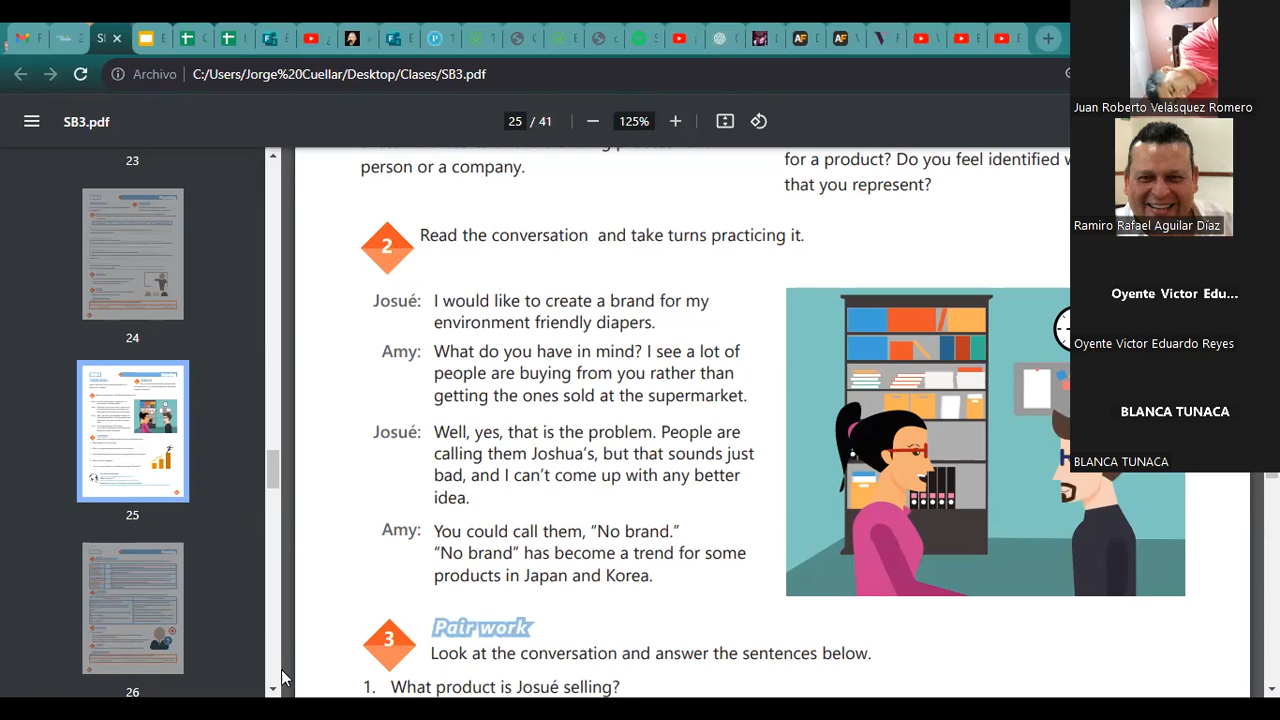 Archivo
C:/Users/Jorge%20Cuellar/Desktop/Clases/SB3.pdf
SB3.pdf
25 / 41
125%
23
24
25
26
person or a company.
for a product? Do you feel identified
that you represent?
2
Read the conversation and take turns practicing it.
Josué: I would like to create a brand for my
environment friendly diapers.
Amy: What do you have in mind? I see a lot of
people are buying from you rather than
getting the ones sold at the supermarket.
Josué: Well, yes, that is the problem. People are
calling them Joshua's, but that sounds just
bad, and I can't come up with any better
idea.
Amy: You could call them, “No brand.”
“No brand” has become a trend for some
products in Japan and Korea.
3
Pair work
Look at the conversation and answer the sentences below.
1. What product is Josué selling?
Juan Roberto Velásquez Romero
Ramiro Rafael Aguilar Díaz
Oyente Victor Edu...
Oyente Victor Eduardo Reyes
BLANCA TUNACA
BLANCA TUNACA